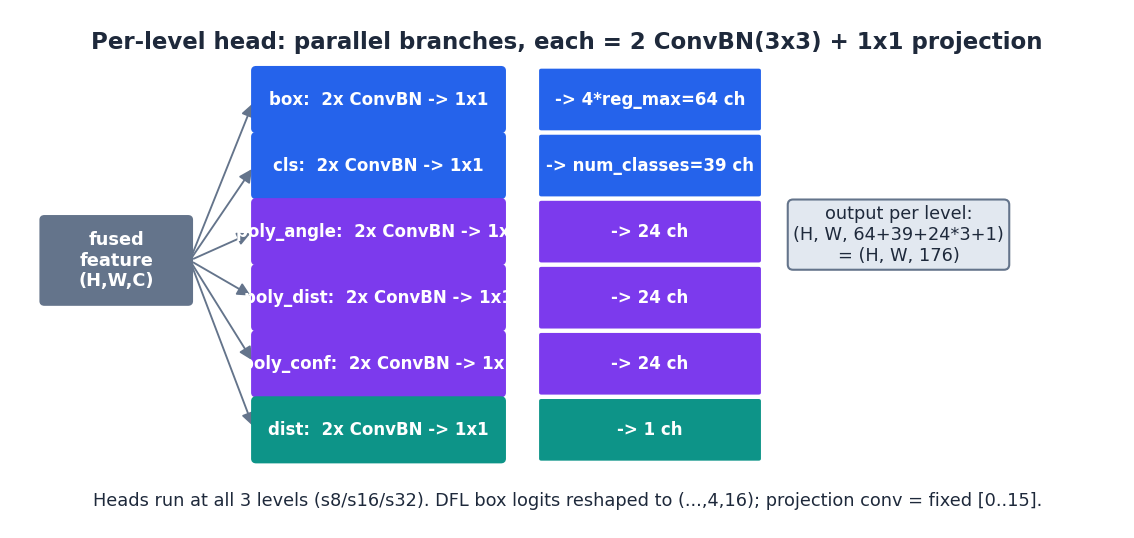 Per-level head: parallel branches, each = 2 ConvBN(3x3) + 1x1 projection
box:  2x ConvBN -> 1x1
-> 4*reg_max=64 ch
cls:  2x ConvBN -> 1x1
-> num_classes=39 ch
poly_angle:  2x ConvBN -> 1x
-> 24 ch
poly_dist:  2x ConvBN -> 1x1
-> 24 ch
poly_conf:  2x ConvBN -> 1x
-> 24 ch
dist:  2x ConvBN -> 1x1
-> 1 ch
fused
feature
(H,W,C)
output per level:
(H, W, 64+39+24*3+1)
= (H, W, 176)
Heads run at all 3 levels (s8/s16/s32). DFL box logits reshaped to (...,4,16); projection conv = fixed [0..15].